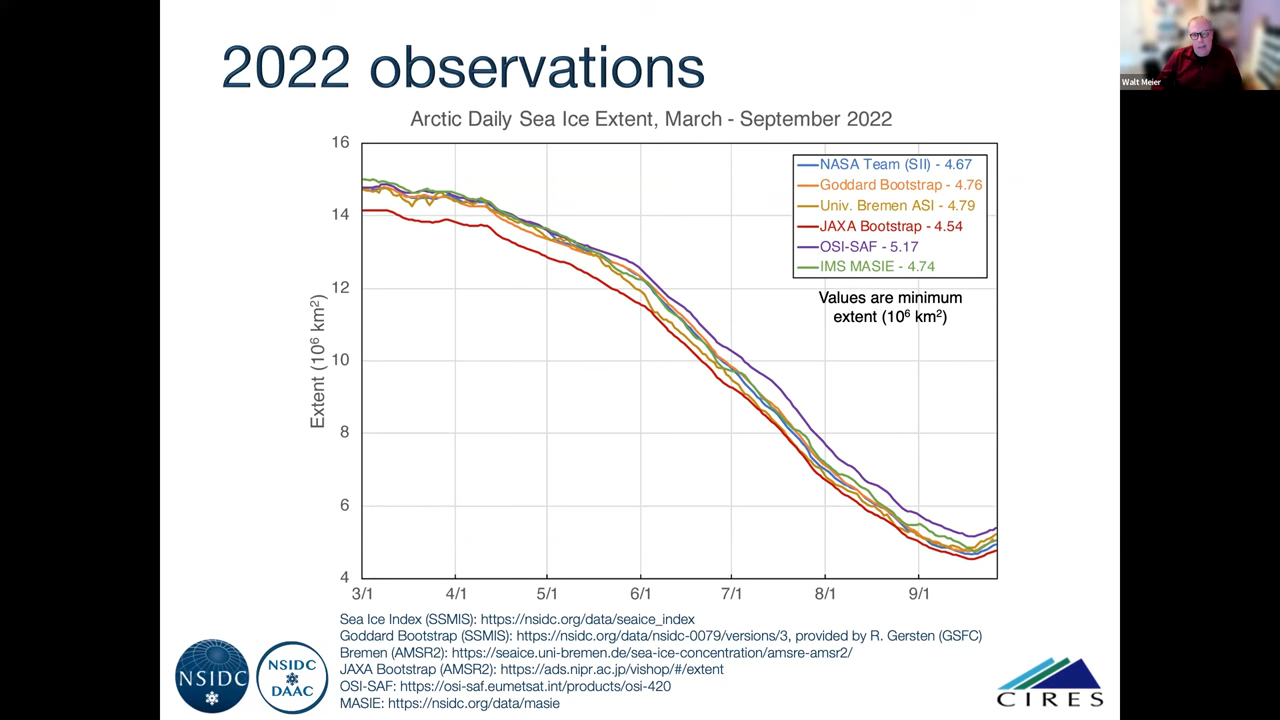 2022 observations
Walt Meier
Arctic Daily Sea Ice Extent, March - September 2022
16
14
12
10
8
6
4
Extent (10⁶ km²)
NASA Team (SII) - 4.67
Goddard Bootstrap - 4.76
Univ. Bremen ASI - 4.79
JAXA Bootstrap - 4.54
OSI-SAF - 5.17
IMS MASIE - 4.74
Values are minimum
extent (10⁶ km²)
3/1 4/1 5/1 6/1 7/1 8/1 9/1
Sea Ice Index (SSMIS): https://nsidc.org/data/seaice_index
Goddard Bootstrap (SSMIS): https://nsidc.org/data/nsidc-0079/versions/3, provided by R. Gersten (GSFC)
Bremen (AMSR2): https://seaice.uni-bremen.de/sea-ice-concentration/amsre-amsr2/
JAXA Bootstrap (AMSR2): https://ads.nipr.ac.jp/vishop/#/extent
OSI-SAF: https://osi-saf.eumetsat.int/products/osi-420
MASIE: https://nsidc.org/data/masie
NSIDC
NSIDC
DAAC
CIRES